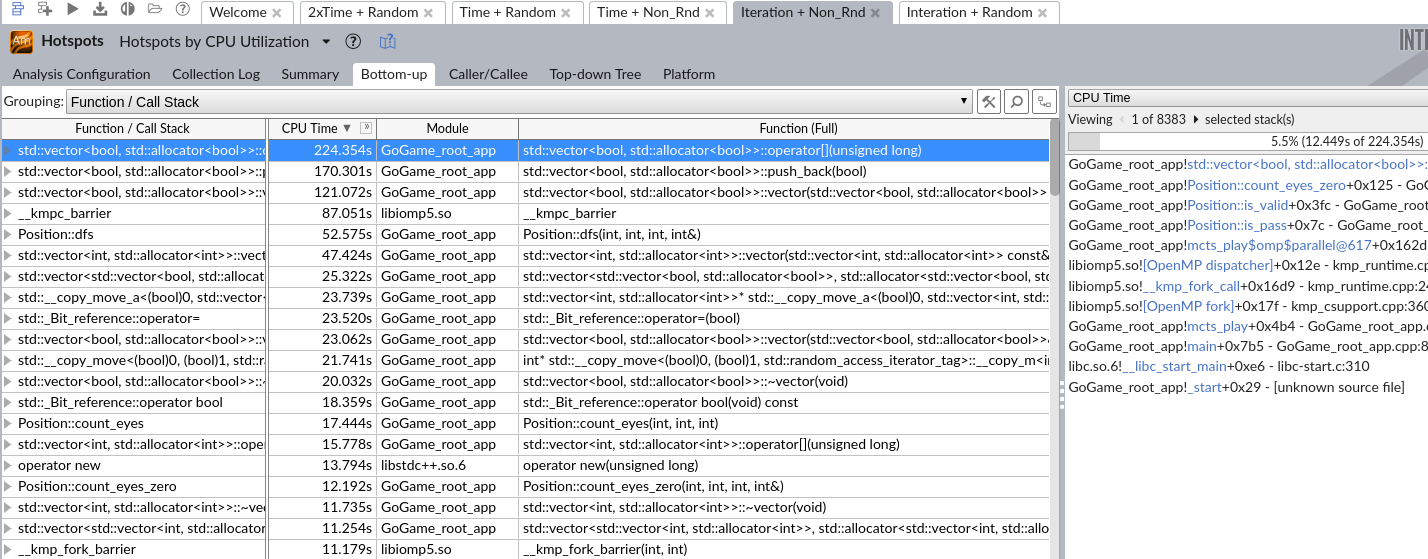 Welcome 2xTime + Random Time + Random Time + Non_Rnd Iteration + Non_Rnd Interation + Random
Am Hotspots Hotspots by CPU Utilization ? INTE
Analysis Configuration Collection Log Summary Bottom-up Caller/Callee Top-down Tree Platform
Grouping: Function / Call Stack
Function / Call Stack CPU Time Module Function (Full)
std::vector<bool, std::allocator<bool>>::o 224.354s GoGame_root_app std::vector<bool, std::allocator<bool>>::operator[](unsigned long)
std::vector<bool, std::allocator<bool>>::p 170.301s GoGame_root_app std::vector<bool, std::allocator<bool>>::push_back(bool)
std::vector<bool, std::allocator<bool>>::v 121.072s GoGame_root_app std::vector<bool, std::allocator<bool>>::vector(std::vector<bool, std::allocator<bool>>
__kmpc_barrier 87.051s libiomp5.so __kmpc_barrier
Position::dfs 52.575s GoGame_root_app Position::dfs(int, int, int, int&)
std::vector<int, std::allocator<int>>::vect 47.424s GoGame_root_app std::vector<int, std::allocator<int>>::vector(std::vector<int, std::allocator<int>> const&
std::vector<std::vector<bool, std::allocat 25.322s GoGame_root_app std::vector<std::vector<bool, std::allocator<bool>>, std::allocator<std::vector<bool, std
std::__copy_move_a<(bool)0, std::vector< 23.739s GoGame_root_app std::vector<int, std::allocator<int>>* std::__copy_move_a<(bool)0, std::vector<int, std::
std::_Bit_reference::operator= 23.520s GoGame_root_app std::_Bit_reference::operator=(bool)
std::vector<bool, std::allocator<bool>>::v 23.062s GoGame_root_app std::vector<bool, std::allocator<bool>>::vector(std::vector<bool, std::allocator<bool>>&
std::__copy_move<(bool)0, (bool)1, std::ra 21.741s GoGame_root_app int* std::__copy_move<(bool)0, (bool)1, std::random_access_iterator_tag>::__copy_m<in
std::vector<bool, std::allocator<bool>>::~ 20.032s GoGame_root_app std::vector<bool, std::allocator<bool>>::~vector(void)
std::_Bit_reference::operator bool 18.359s GoGame_root_app std::_Bit_reference::operator bool(void) const
Position::count_eyes 17.444s GoGame_root_app Position::count_eyes(int, int, int)
std::vector<int, std::allocator<int>>::oper 15.778s GoGame_root_app std::vector<int, std::allocator<int>>::operator[](unsigned long)
operator new 13.794s libstdc++.so.6 operator new(unsigned long)
Position::count_eyes_zero 12.192s GoGame_root_app Position::count_eyes_zero(int, int, int, int&)
std::vector<int, std::allocator<int>>::~vec 11.735s GoGame_root_app std::vector<int, std::allocator<int>>::~vector(void)
std::vector<std::vector<int, std::allocator 11.254s GoGame_root_app std::vector<std::vector<int, std::allocator<int>>, std::allocator<std::vector<int, std::allo
__kmp_fork_barrier 11.179s libiomp5.so __kmp_fork_barrier(int, int)
CPU Time
Viewing 1 of 8383 selected stack(s)
5.5% (12.449s of 224.354s)
GoGame_root_app!std::vector<bool, std::allocator<bool>>::
GoGame_root_app!Position::count_eyes_zero+0x125 - GoG
GoGame_root_app!Position::is_valid+0x3fc - GoGame_root
GoGame_root_app!Position::is_pass+0x7c - GoGame_root_
GoGame_root_app!mcts_play$omp$parallel@617+0x162d
libiomp5.so![OpenMP dispatcher]+0x12e - kmp_runtime.cp
libiomp5.so!__kmp_fork_call+0x16d9 - kmp_runtime.cpp:24
libiomp5.so![OpenMP fork]+0x17f - kmp_csupport.cpp:360
GoGame_root_app!mcts_play+0x4b4 - GoGame_root_app.
GoGame_root_app!main+0x7b5 - GoGame_root_app.cpp:8
libc.so.6!__libc_start_main+0xe6 - libc-start.c:310
GoGame_root_app!_start+0x29 - [unknown source file]